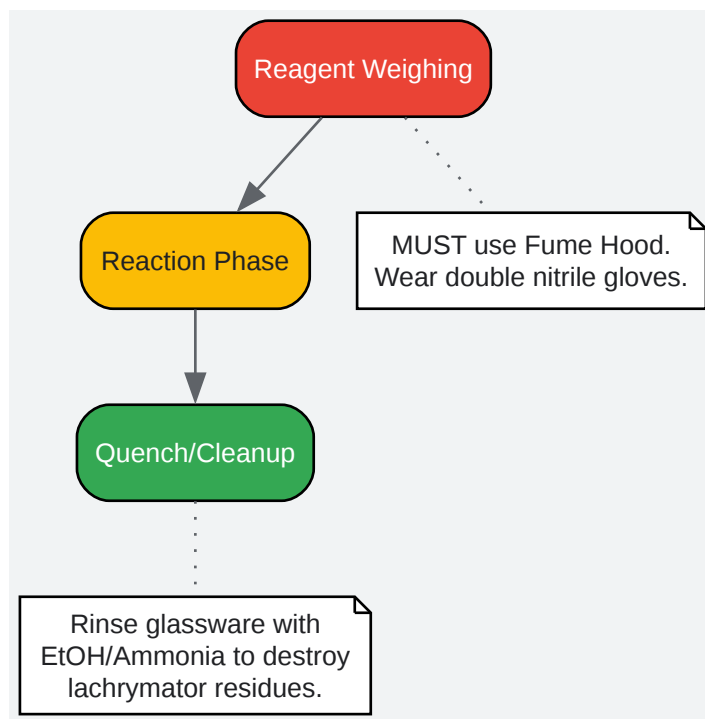 Reagent Weighing
Reaction Phase
MUST use Fume Hood.
Wear double nitrile gloves.
Quench/Cleanup
Rinse glassware with
EtOH/Ammonia to destroy
lachrymator residues.